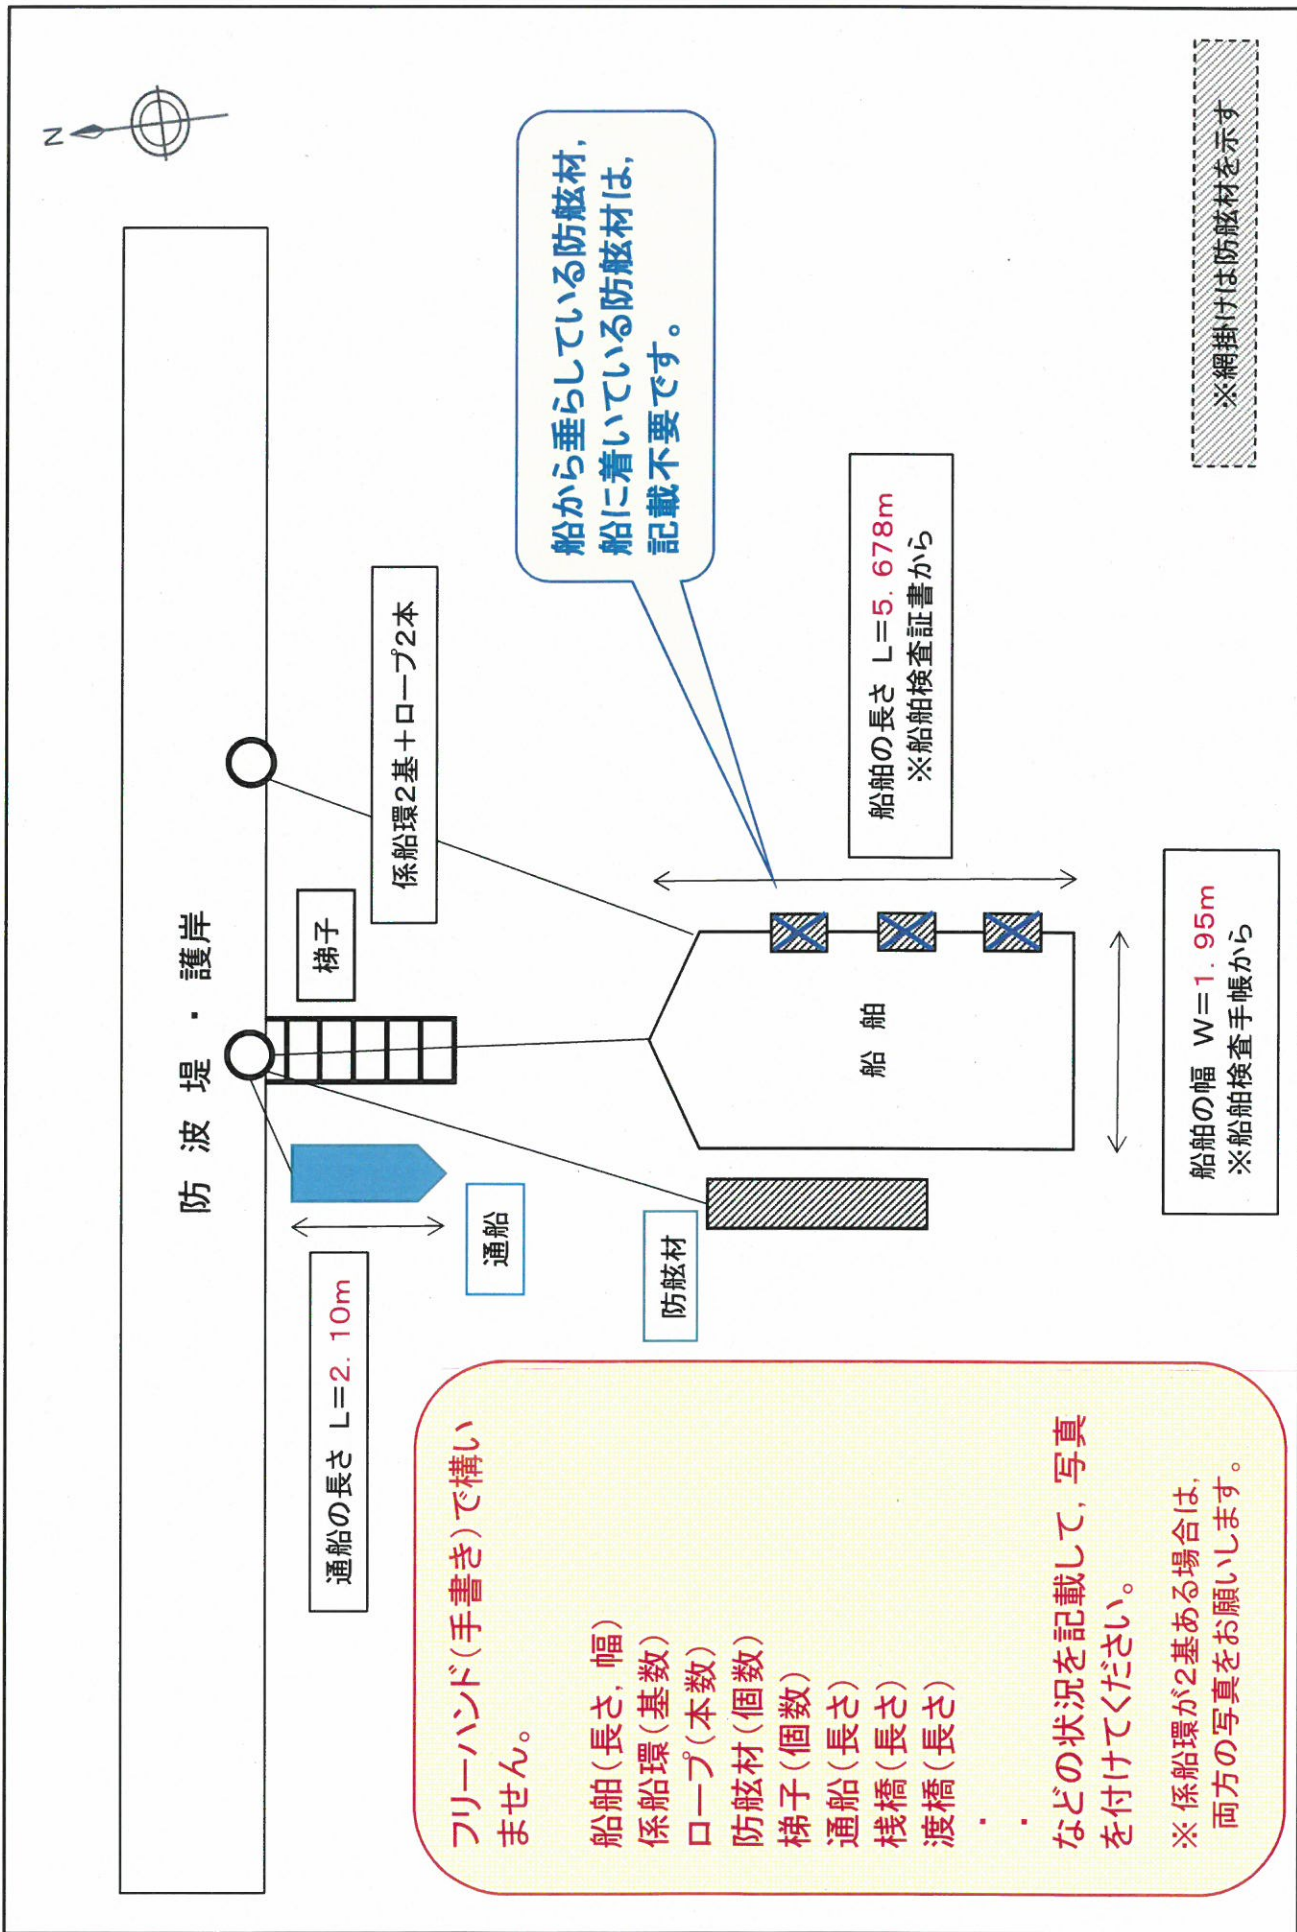 N
防 波 堤 ・ 護岸
梯子
係船環2基＋ロープ2本
通船の長さ L＝2. 10m
通船
防舷材
船 舶
船から垂らしている防舷材，
船に着いている防舷材は，
記載不要です。
船舶の長さ L＝5. 678m
※船舶検査証書から
船舶の幅 W＝1. 95m
※船舶検査手帳から
※網掛けは防舷材を示す
フリーハンド（手書き）で構い
ません。
船舶（長さ，幅）
係船環（基数）
ロープ（本数）
防舷材（個数）
梯子（個数）
通船（長さ）
桟橋（長さ）
渡橋（長さ）
・
・
などの状況を記載して，写真
を付けてください。
※係船環が2基ある場合は，
両方の写真をお願いします。